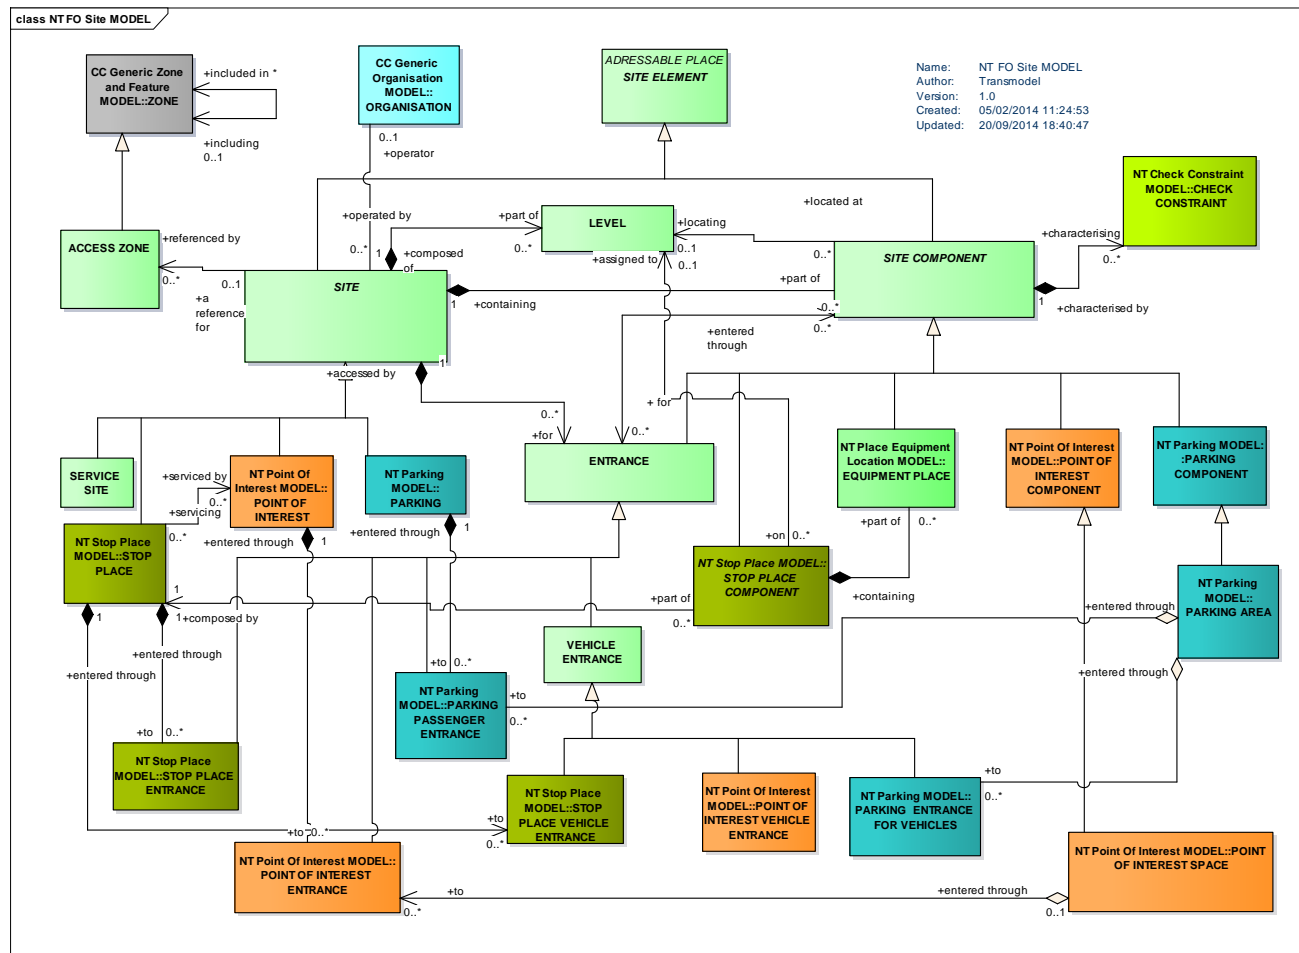 class NT FO Site MODEL
CC Generic Zone
and Feature
MODEL::ZONE
+included in *
+including
0..1
CC Generic
Organisation
MODEL::
ORGANISATION
0..1
+operator
ADRESSABLE PLACE
SITE ELEMENT
Name: NT FO Site MODEL
Author: Transmodel
Version: 1.0
Created: 05/02/2014 11:24:53
Updated: 20/09/2014 18:40:47
NT Check Constraint
MODEL::CHECK
CONSTRAINT
+located at
+operated by
0..*
1
+part of
0..*
LEVEL
+locating
0..1
+assigned to
0..1
+composed
of
ACCESS ZONE
+referenced by
0..*
0..1
+a
reference
for
SITE
SITE COMPONENT
0..*
+part of
0..*
+characterising
0..*
1
+characterised by
1
+containing
+entered
through
0..*
+accessed by
1
0..*
+for
+ for
0..*
ENTRANCE
SERVICE
SITE
+serviced by
0..*
+servicing
0..*
NT Point Of
Interest MODEL::
POINT OF
INTEREST
NT Parking
MODEL::
PARKING
NT Place Equipment
Location MODEL::
EQUIPMENT PLACE
NT Point Of Interest
MODEL::POINT OF
INTEREST
COMPONENT
NT Parking MODEL:
:PARKING
COMPONENT
+part of
0..*
NT Stop Place
MODEL::STOP
PLACE
+entered through
1
+entered through
1
+on
0..*
NT Stop Place MODEL::
STOP PLACE
COMPONENT
+containing
NT Parking
MODEL::
PARKING AREA
+entered through
+part of
0..*
1
+composed by
1
1
+entered through
+entered through
VEHICLE
ENTRANCE
+entered through
+to
0..*
NT Parking
MODEL::PARKING
PASSENGER
ENTRANCE
+to
0..*
+to
0..*
NT Stop Place
MODEL::STOP PLACE
ENTRANCE
NT Stop Place
MODEL::STOP
PLACE VEHICLE
ENTRANCE
NT Point Of Interest
MODEL::POINT OF
INTEREST VEHICLE
ENTRANCE
NT Parking MODEL::
PARKING ENTRANCE
FOR VEHICLES
+to
0..*
+to
0..*
+to
0..*
NT Point Of Interest MODEL::
POINT OF INTEREST
ENTRANCE
NT Point Of Interest MODEL::POINT
OF INTEREST SPACE
+to
0..*
+entered through
0..1